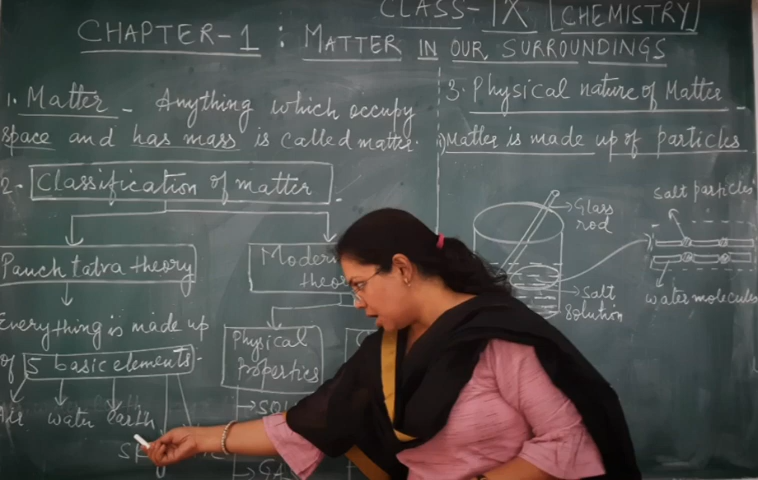 CLASS-IX [CHEMISTRY]
CHAPTER-1 : MATTER IN OUR SURROUNDINGS
1. Matter - Anything which occupy
space and has mass is called matter.
2. Classification of matter.
Panch tatva theory
Everything is made up
of 5 basic elements.
Air water earth
Modern
theory
Physical
Properties
3. Physical nature of Matter
i) Matter is made up of particles
Glass
rod
Salt
solution
Salt particles
water molecules